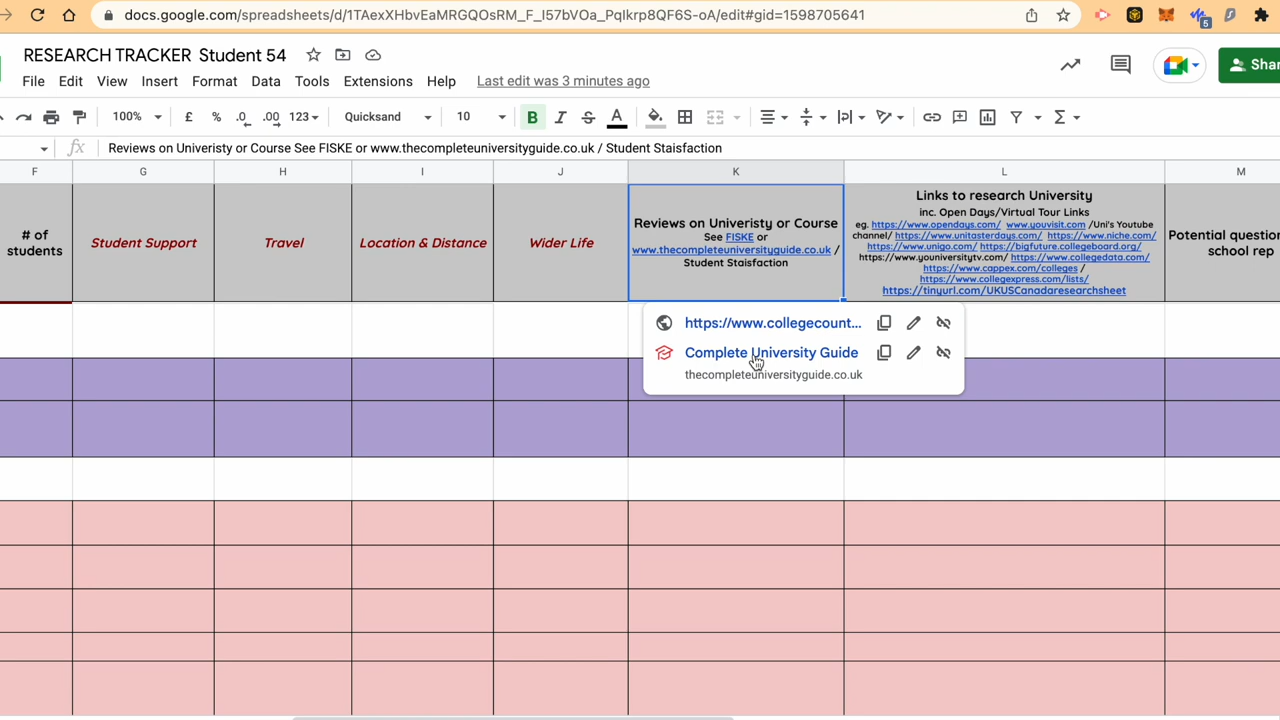 docs.google.com/spreadsheets/d/1TAexXHbvEaMRGQOsRM_F_I57bVOa_Pqlkrp8QF6S-oA/edit#gid=1598705641
5
RESEARCH TRACKER Student 54
File Edit View Insert Format Data Tools Extensions Help Last edit was 3 minutes ago
Shar
100% £ % .0 .00 123 Quicksand 10 B I S A
fx Reviews on Univeristy or Course See FISKE or www.thecompleteuniversityguide.co.uk / Student Staisfaction
F G H I J K L M
# of
students
Student Support
Travel
Location & Distance
Wider Life
Reviews on Univeristy or Course
See FISKE or
www.thecompleteuniversityguide.co.uk /
Student Staisfaction
Links to research University
inc. Open Days/Virtual Tour Links
eg. https://www.opendays.com/ www.youvisit.com /Uni's Youtube
channel/ https://www.unitasterdays.com/ https://www.niche.com/
https://www.unigo.com/ https://bigfuture.collegeboard.org/
https://www.youniversitytv.com/ https://www.collegedata.com/
https://www.cappex.com/colleges /
https://www.collegexpress.com/lists/
https://tinyurl.com/UKUSCanadaresearchsheet
Potential question
school rep
https://www.collegecount...
Complete University Guide
thecompleteuniversityguide.co.uk